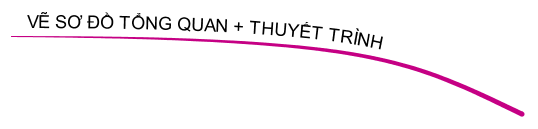 VẼ SƠ ĐỒ TỔNG QUAN + THUYẾT TRÌNH